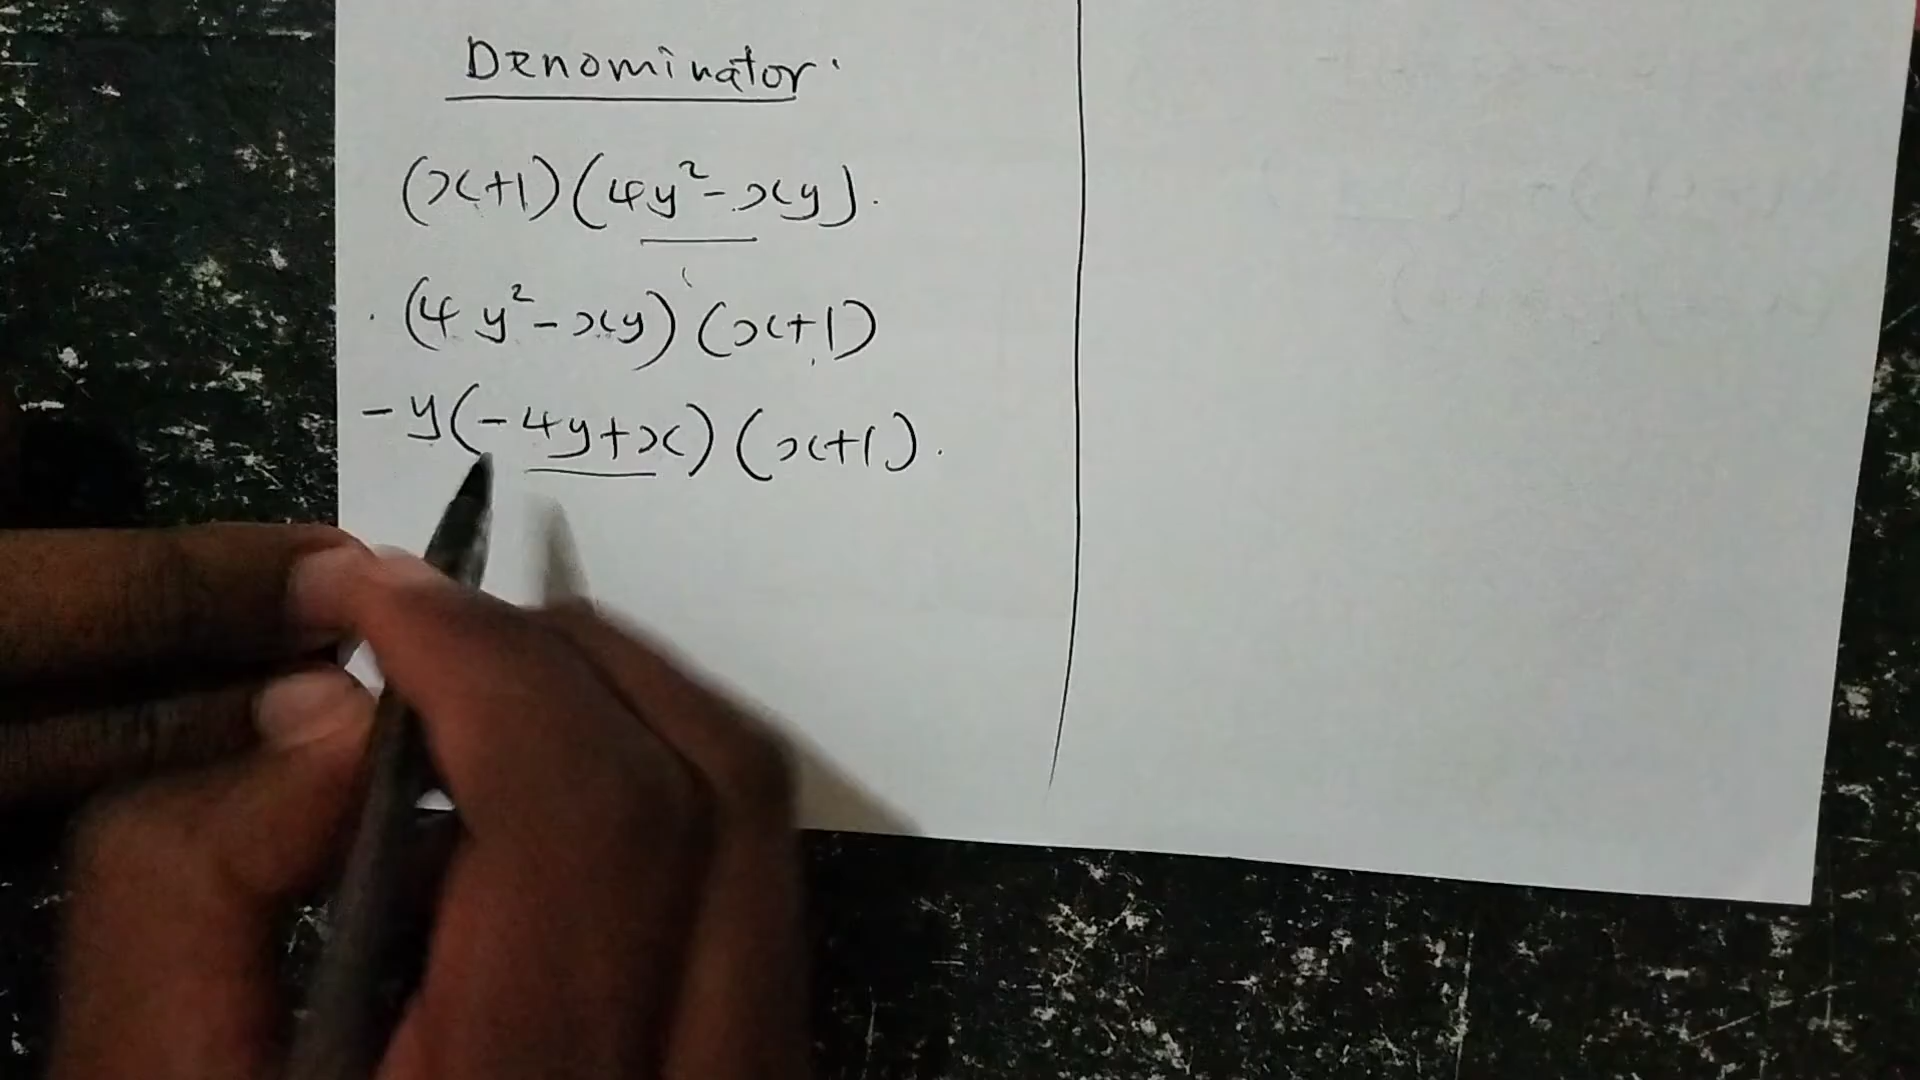 Denominator.
(x+1)(4y²-xy).
(4y²-xy)(x+1)
-y(-4y+x)(x+1).